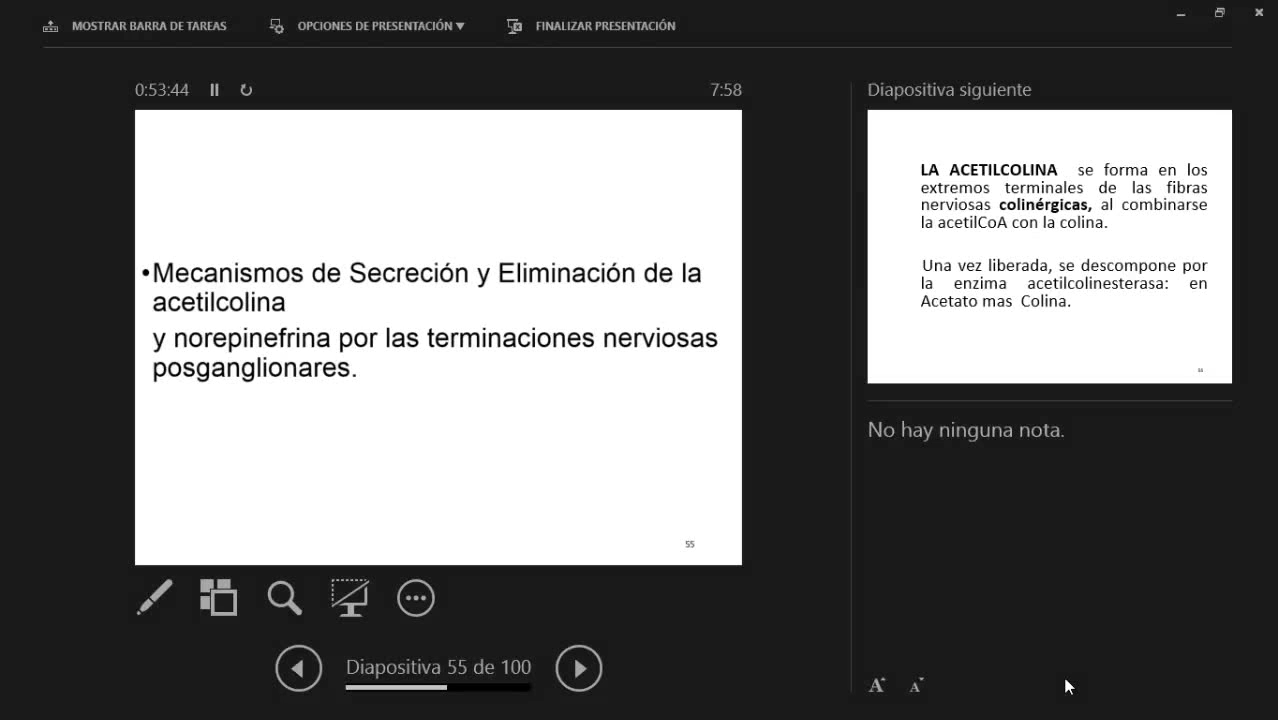 MOSTRAR BARRA DE TAREAS
OPCIONES DE PRESENTACIÓN
FINALIZAR PRESENTACIÓN
0:53:44
7:58
Diapositiva siguiente
•Mecanismos de Secreción y Eliminación de la
acetilcolina
y norepinefrina por las terminaciones nerviosas
posganglionares.
55
LA ACETILCOLINA se forma en los
extremos terminales de las fibras
nerviosas colinérgicas, al combinarse
la acetilCoA con la colina.
Una vez liberada, se descompone por
la enzima acetilcolinesterasa: en
Acetato mas Colina.
No hay ninguna nota.
Diapositiva 55 de 100
A A